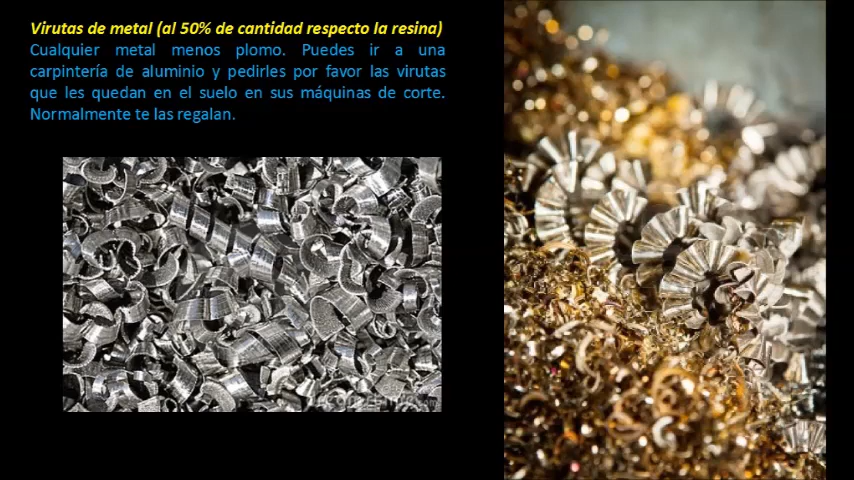 Virutas de metal (al 50% de cantidad respecto la resina)
Cualquier metal menos plomo. Puedes ir a una
carpintería de aluminio y pedirles por favor las virutas
que les quedan en el suelo en sus máquinas de corte.
Normalmente te las regalan.